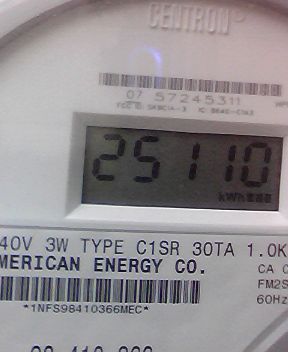 CENTRON
07 57245311
25110
kWh
40V 3W TYPE C1SR 30TA 1.0K
MERICAN ENERGY CO.
CA 0
FM2S
60Hz
*1NFS98410366MEC*